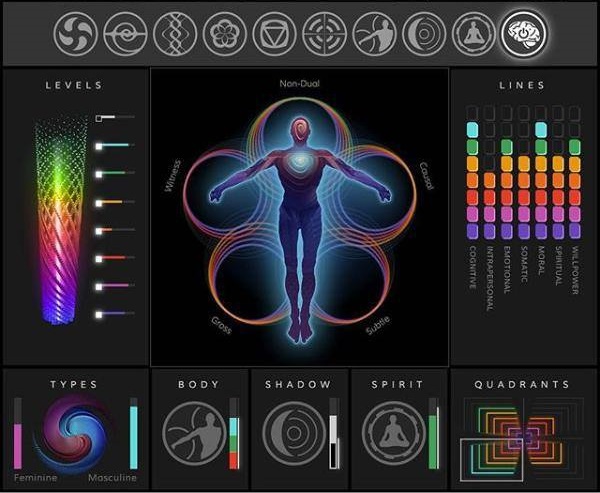 LEVELS
LINES
Non-Dual
Witness
Causal
Gross
Subtle
COGNITIVE
INTRAPERSONAL
EMOTIONAL
SOMATIC
MORAL
SPIRITUAL
WILLPOWER
TYPES
BODY
SHADOW
SPIRIT
QUADRANTS
Feminine
Masculine